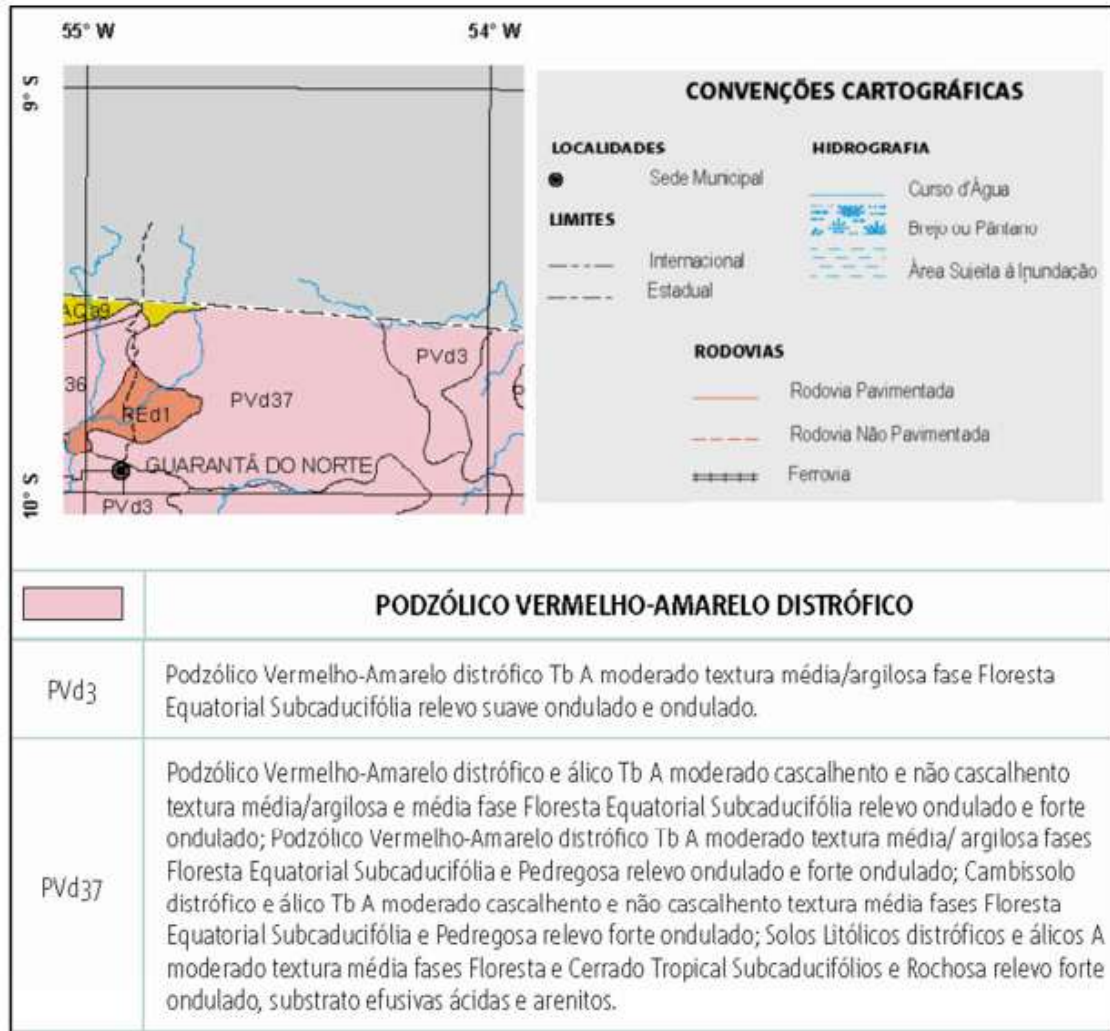 55° W
54° W
9° S
10° S
36
REd1
PVd37
PVd3
GUARANTÃ DO NORTE
PVd3
CONVENÇÕES CARTOGRÁFICAS
LOCALIDADES
Sede Municipal
LIMITES
Internacional
Estadual
HIDROGRAFIA
Curso d'Água
Brejo ou Pântano
Área Sujeita à Inundação
RODOVIAS
Rodovia Pavimentada
Rodovia Não Pavimentada
Ferrovia
PODZÓLICO VERMELHO-AMARELO DISTRÓFICO
PVd3
Podzólico Vermelho-Amarelo distrófico Tb A moderado textura média/argilosa fase Floresta
Equatorial Subcaducifólia relevo suave ondulado e ondulado.
PVd37
Podzólico Vermelho-Amarelo distrófico e álico Tb A moderado cascalhento e não cascalhento
textura média/argilosa e média fase Floresta Equatorial Subcaducifólia relevo ondulado e forte
ondulado; Podzólico Vermelho-Amarelo distrófico Tb A moderado textura média/ argilosa fases
Floresta Equatorial Subcaducifólia e Pedregosa relevo ondulado e forte ondulado; Cambissolo
distrófico e álico Tb A moderado cascalhento e não cascalhento textura média fases Floresta
Equatorial Subcaducifólia e Pedregosa relevo forte ondulado; Solos Litólicos distróficos e álicos A
moderado textura média fases Floresta e Cerrado Tropical Subcaducifólios e Rochosa relevo forte
ondulado, substrato efusivas ácidas e arenitos.